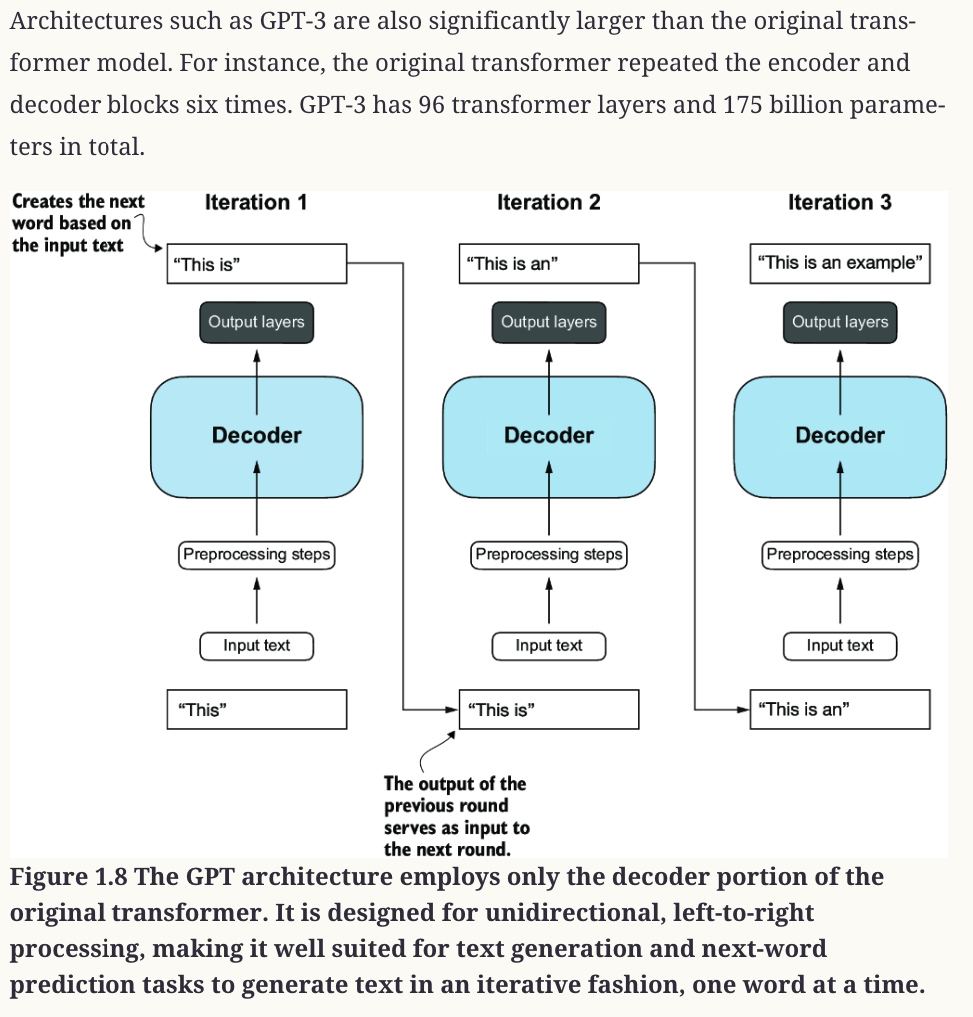 Architectures such as GPT-3 are also significantly larger than the original trans-
former model. For instance, the original transformer repeated the encoder and
decoder blocks six times. GPT-3 has 96 transformer layers and 175 billion parame-
ters in total.
Creates the next
word based on
the input text
Iteration 1
Iteration 2
Iteration 3
“This is”
“This is an”
“This is an example”
Output layers
Output layers
Output layers
Decoder
Decoder
Decoder
Preprocessing steps
Preprocessing steps
Preprocessing steps
Input text
Input text
Input text
“This”
“This is”
“This is an”
The output of the
previous round
serves as input to
the next round.
Figure 1.8 The GPT architecture employs only the decoder portion of the
original transformer. It is designed for unidirectional, left-to-right
processing, making it well suited for text generation and next-word
prediction tasks to generate text in an iterative fashion, one word at a time.